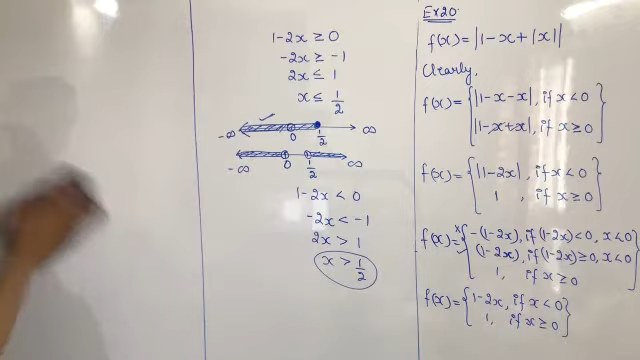 1-2x ≥ 0
-2x ≥ -1
2x ≤ 1
x ≤ 1/2
-∞ 0 1/2 ∞
-∞ 0 1/2 ∞
1-2x < 0
-2x < -1
2x > 1
x > 1/2
Ex20.
f(x) = |1-x+|x||
Clearly,
f(x) = { |1-x-x|, if x<0
|1-x+x|, if x≥0 }
f(x) = { |1-2x|, if x<0
1, if x≥0 }
f(x) = { -(1-2x), if (1-2x)<0, x<0
(1-2x), if (1-2x)≥0, x<0
1, if x≥0 }
f(x) = { 1-2x, if x<0
1, if x≥0 }